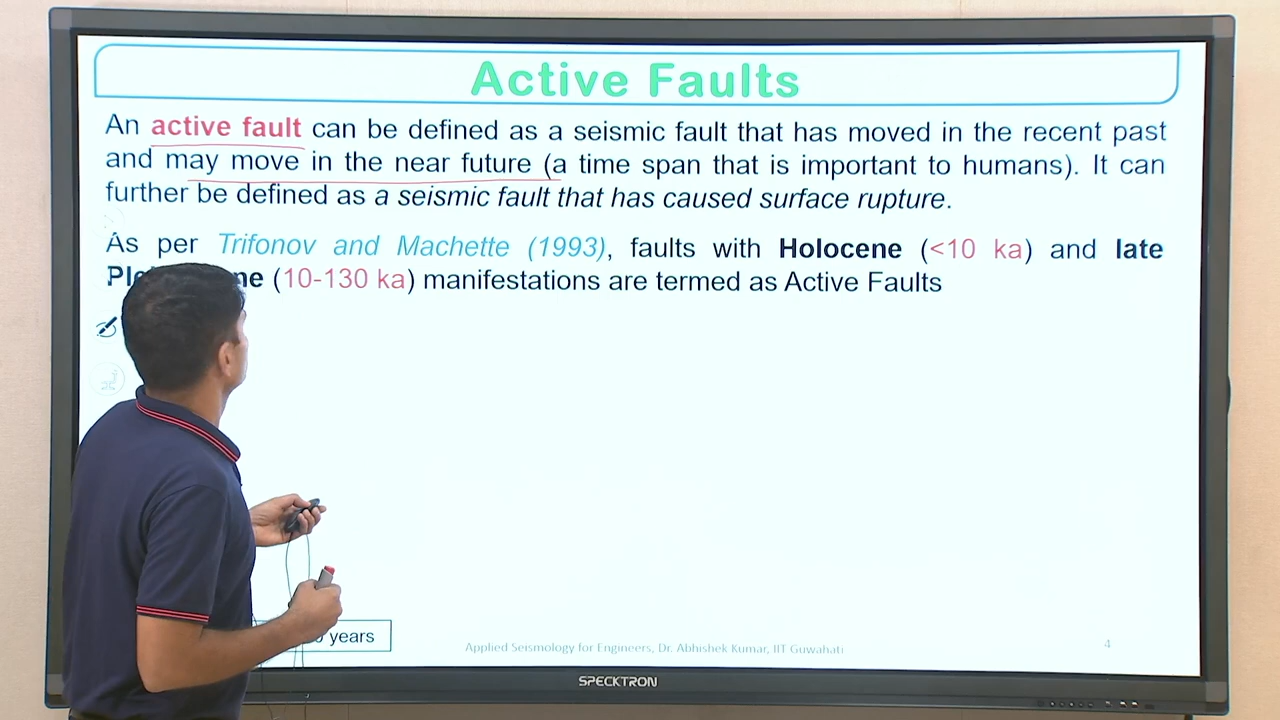 Active Faults
An active fault can be defined as a seismic fault that has moved in the recent past
and may move in the near future (a time span that is important to humans). It can
further be defined as a seismic fault that has caused surface rupture.
As per Trifonov and Machette (1993), faults with Holocene (<10 ka) and late
(10-130 ka) manifestations are termed as Active Faults
years
Applied Seismology for Engineers, Dr. Abhishek Kumar, IIT Guwahati
4
SPECKTRON